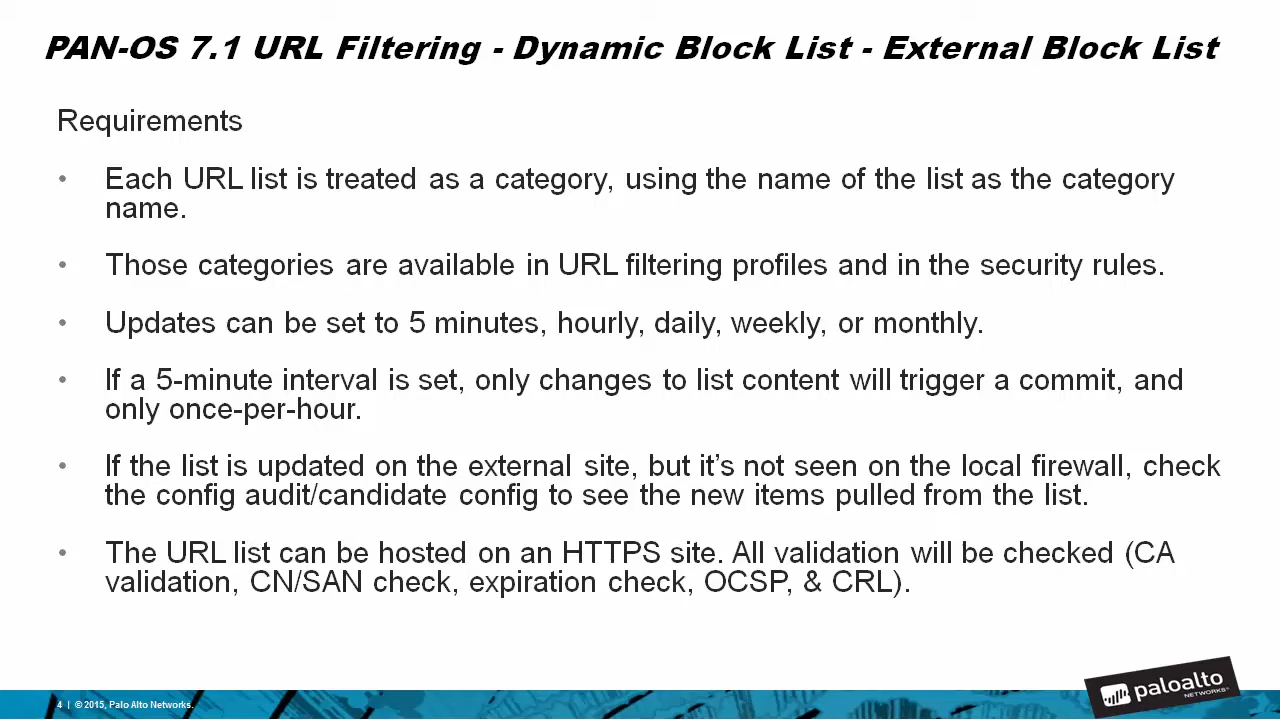 PAN-OS 7.1 URL Filtering - Dynamic Block List - External Block List
Requirements
• Each URL list is treated as a category, using the name of the list as the category
name.
• Those categories are available in URL filtering profiles and in the security rules.
• Updates can be set to 5 minutes, hourly, daily, weekly, or monthly.
• If a 5-minute interval is set, only changes to list content will trigger a commit, and
only once-per-hour.
• If the list is updated on the external site, but it’s not seen on the local firewall, check
the config audit/candidate config to see the new items pulled from the list.
• The URL list can be hosted on an HTTPS site. All validation will be checked (CA
validation, CN/SAN check, expiration check, OCSP, & CRL).
4 | © 2015, Palo Alto Networks.
paloalto
NETWORKS